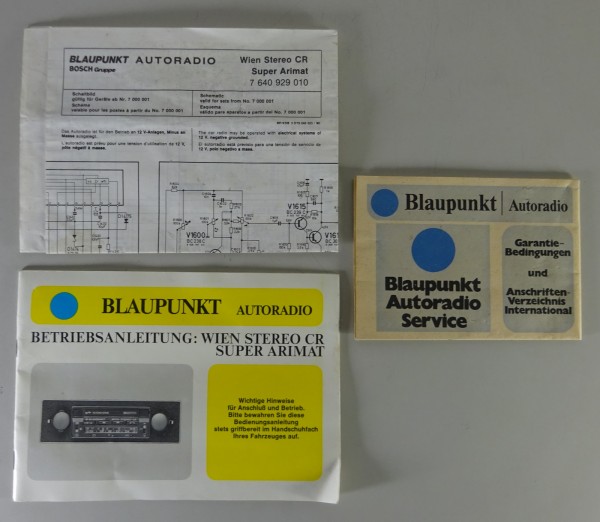 BLAUPUNKT AUTORADIO
BOSCH Gruppe
Wien Stereo CR
Super Arimat
7 640 929 010
Schaltbild
gültig für Geräte ab Nr. 7 000 001
Schéma
valable pour les postes à partir du No. 7 000 001
Schematic
valid for sets from No. 7 000 001
Esquema
válido para aparatos a partir del No. 7 000 001
Das Autoradio ist für den Betrieb an 12 V-Anlagen, Minus an
Masse ausgelegt.
L'autoradio est prévu pour une tension d'utilisation de 12 V,
pôle négatif à masse.
The car radio may be operated with electrical systems of
12 V, negative grounded.
El autoradio está previsto para una tensión de servicio de
12 V, polo negativo a masa.
V1615
BC 238 C
V1600
BC 238 C
V161
BLAUPUNKT AUTORADIO
BETRIEBSANLEITUNG: WIEN STEREO CR
SUPER ARIMAT
Wichtige Hinweise
für Anschluß und Betrieb.
Bitte bewahren Sie diese
Bedienungsanleitung
stets griffbereit im Handschuhfach
Ihres Fahrzeuges auf.
Blaupunkt Autoradio
Blaupunkt
Autoradio
Service
Garantie-
Bedingungen
und
Anschriften-
Verzeichnis
International